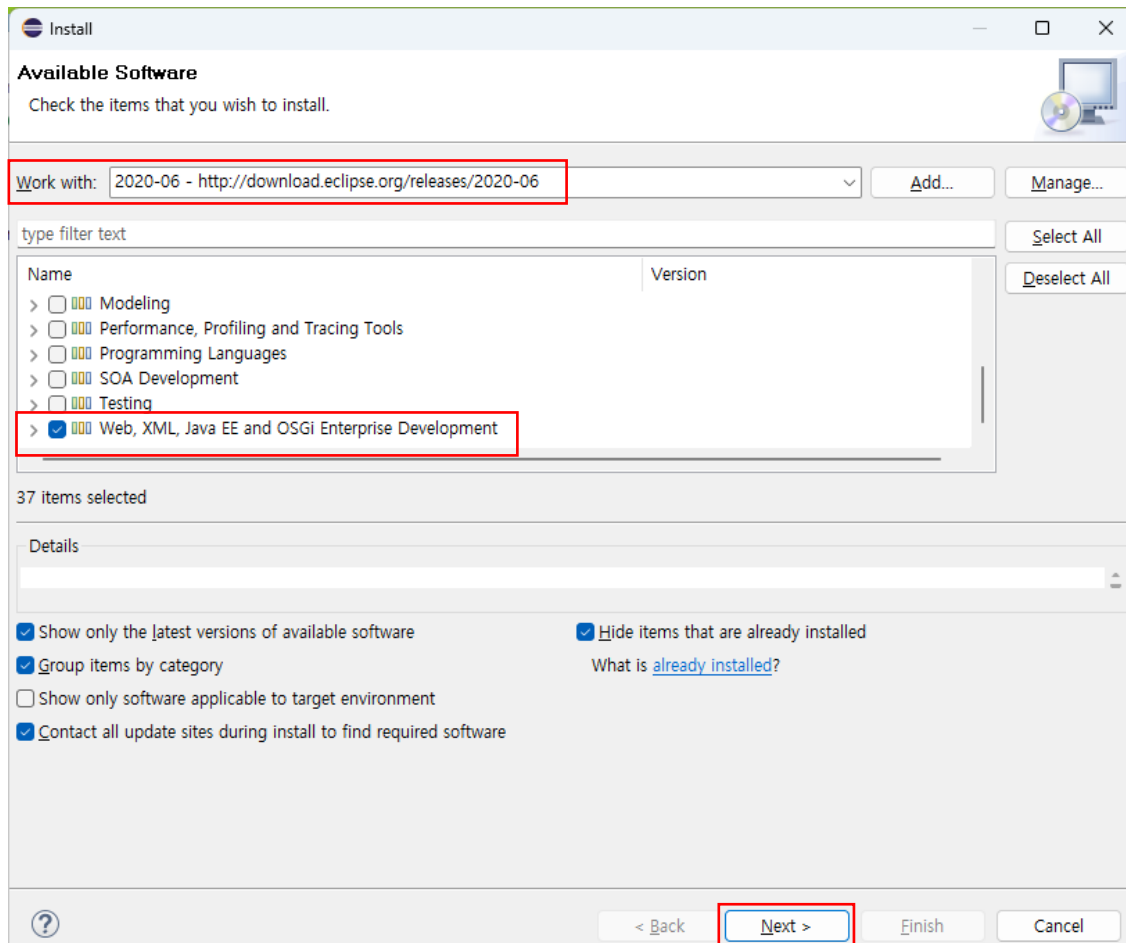 Install
Available Software
Check the items that you wish to install.
Work with: 2020-06 - http://download.eclipse.org/releases/2020-06 Add... Manage...
type filter text Select All
Name Version Deselect All
Modeling
Performance, Profiling and Tracing Tools
Programming Languages
SOA Development
Testing
Web, XML, Java EE and OSGi Enterprise Development
37 items selected
Details
Show only the latest versions of available software Hide items that are already installed
Group items by category What is already installed?
Show only software applicable to target environment
Contact all update sites during install to find required software
? < Back Next > Finish Cancel